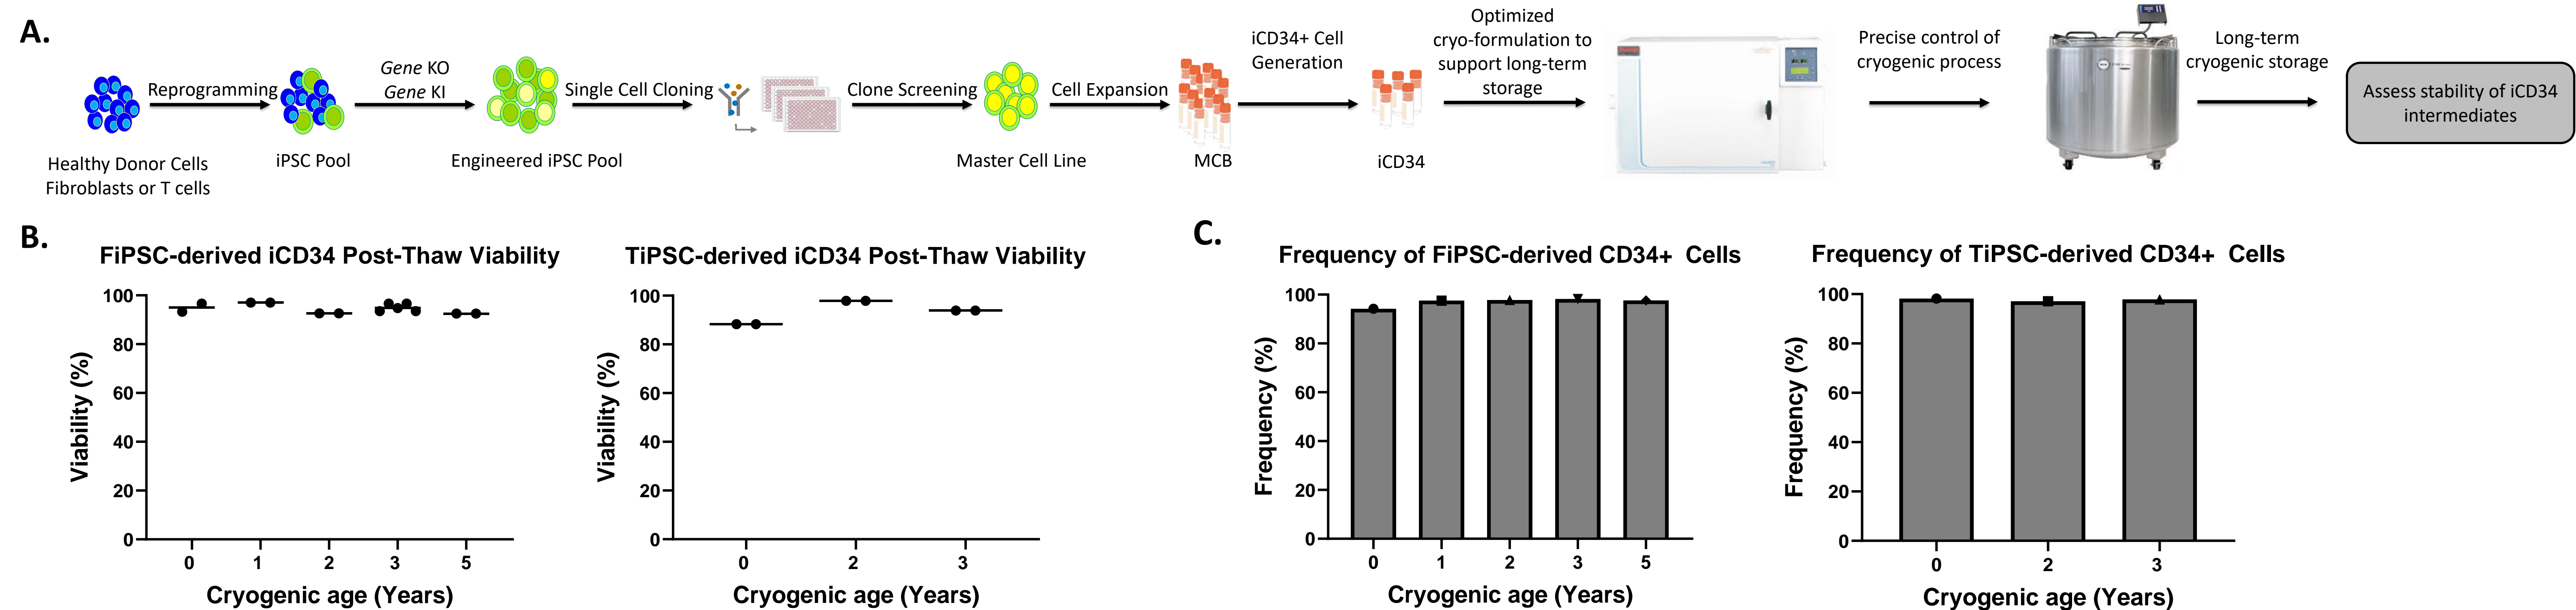 A.
Healthy Donor Cells
Fibroblasts or T cells
Reprogramming
iPSC Pool
Gene KO
Gene KI
Engineered iPSC Pool
Single Cell Cloning
Clone Screening
Master Cell Line
Cell Expansion
MCB
iCD34+ Cell
Generation
iCD34
Optimized
cryo-formulation to
support long-term
storage
Precise control of
cryogenic process
Long-term
cryogenic storage
Assess stability of iCD34
intermediates
B.
FiPSC-derived iCD34 Post-Thaw Viability
Viability (%)
100
80
60
40
20
0
0 1 2 3 5
Cryogenic age (Years)
TiPSC-derived iCD34 Post-Thaw Viability
Viability (%)
100
80
60
40
20
0
0 2 3
Cryogenic age (Years)
C.
Frequency of FiPSC-derived CD34+ Cells
Frequency (%)
100
80
60
40
20
0
0 1 2 3 5
Cryogenic age (Years)
Frequency of TiPSC-derived CD34+ Cells
Frequency (%)
100
80
60
40
20
0
0 2 3
Cryogenic age (Years)